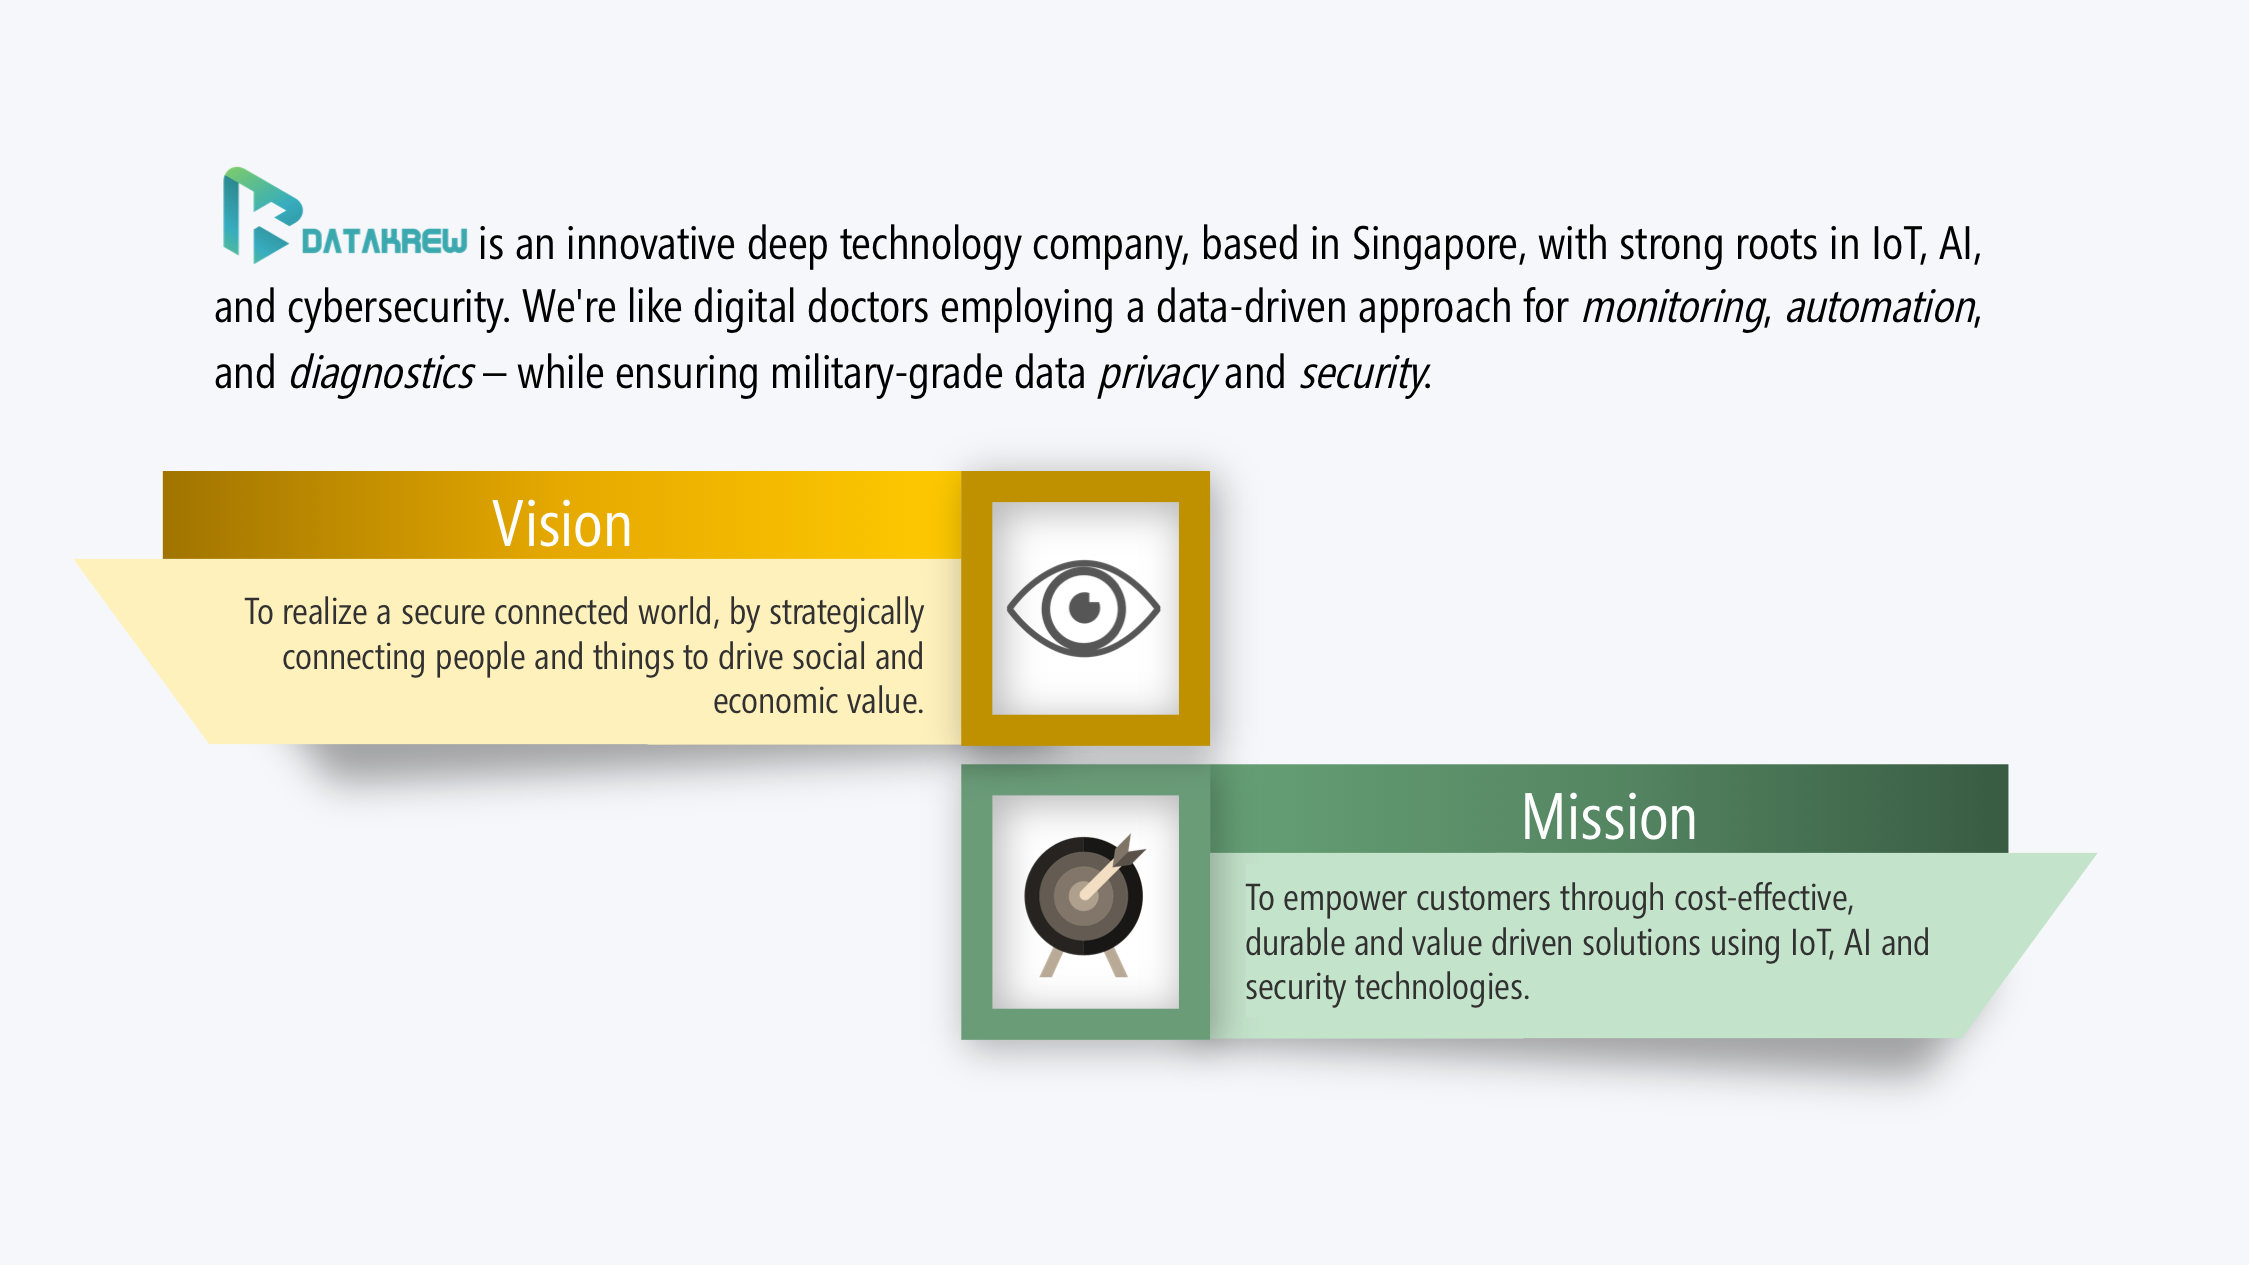 DATAKREW is an innovative deep technology company, based in Singapore, with strong roots in IoT, AI,
and cybersecurity. We're like digital doctors employing a data-driven approach for monitoring, automation,
and diagnostics – while ensuring military-grade data privacy and security.
Vision
To realize a secure connected world, by strategically
connecting people and things to drive social and
economic value.
Mission
To empower customers through cost-effective,
durable and value driven solutions using IoT, AI and
security technologies.